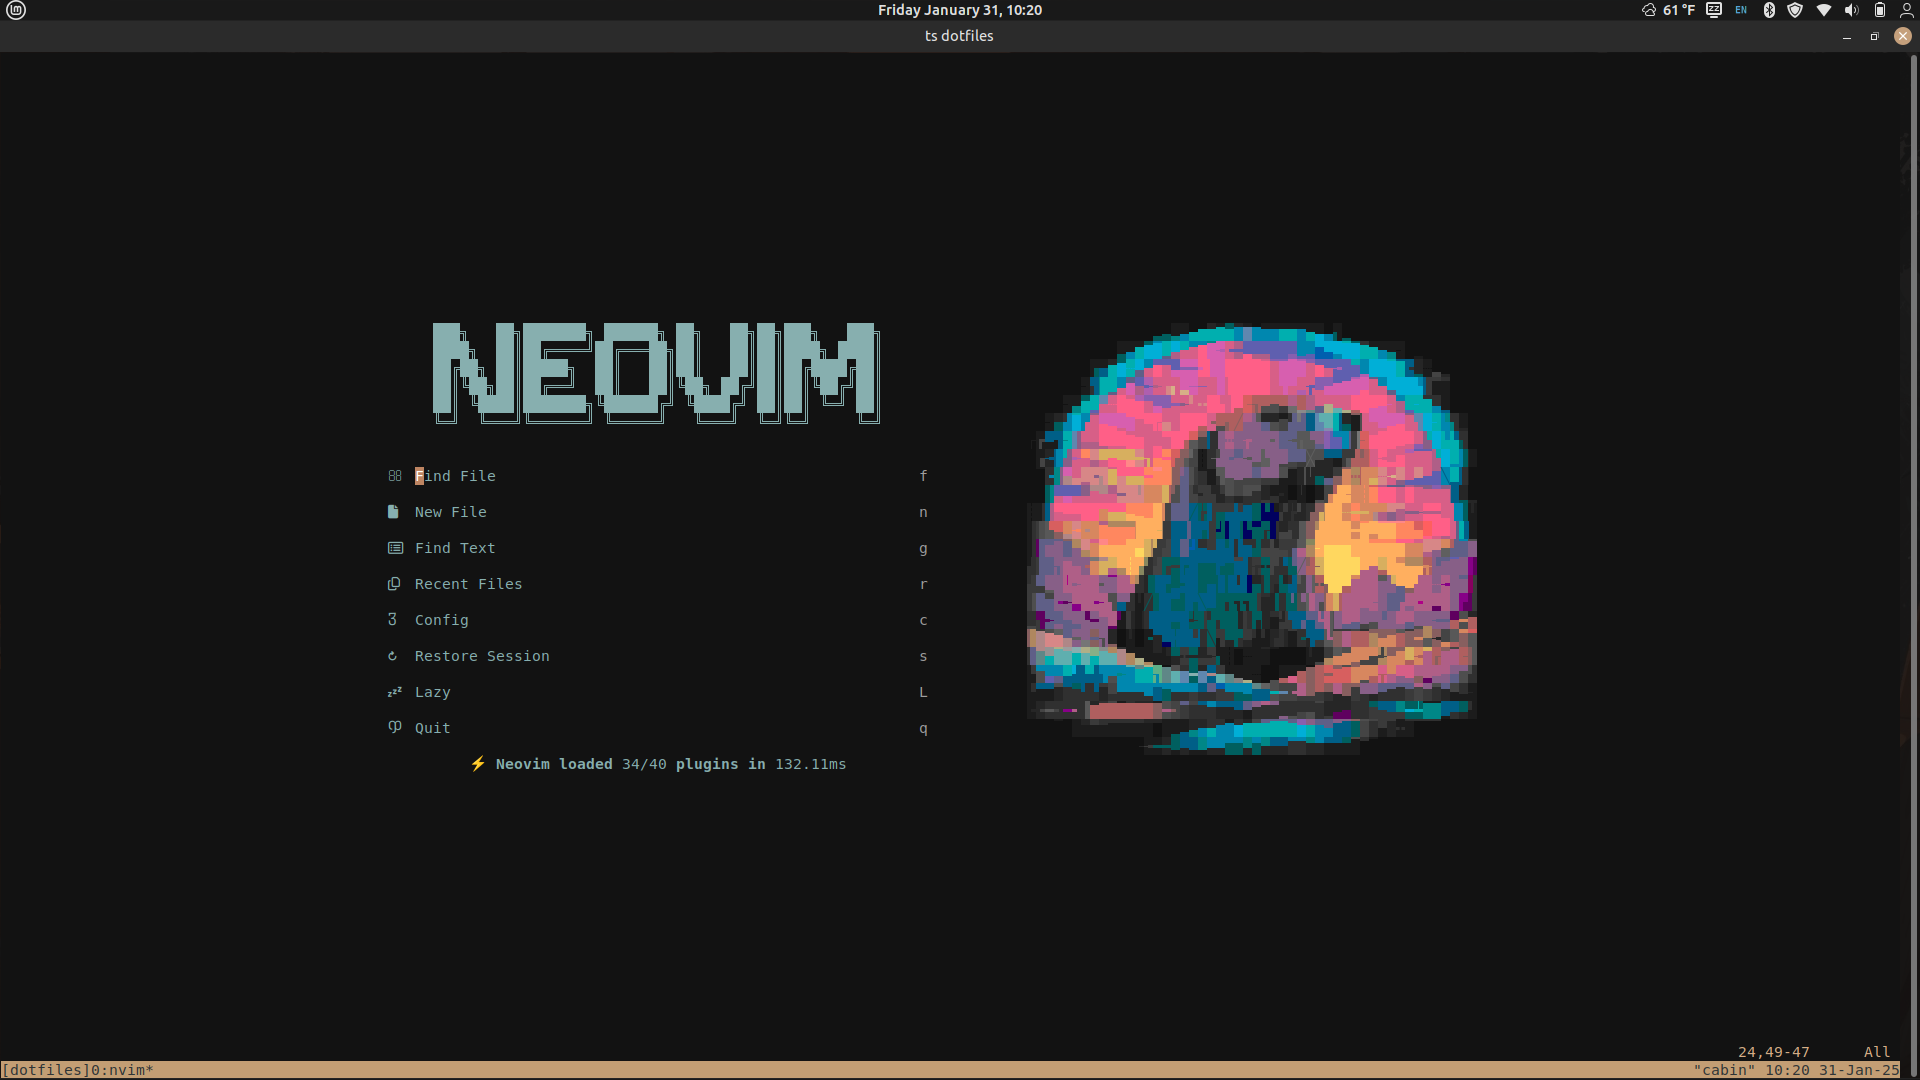 Friday January 31, 10:20
61 °F
EN
ts dotfiles
NEOVIM
Find File f
New File n
Find Text g
Recent Files r
Config c
Restore Session s
zzz Lazy L
Quit q
⚡ Neovim loaded 34/40 plugins in 132.11ms
24,49-47 All
[dotfiles]0:nvim* "cabin" 10:20 31-Jan-25